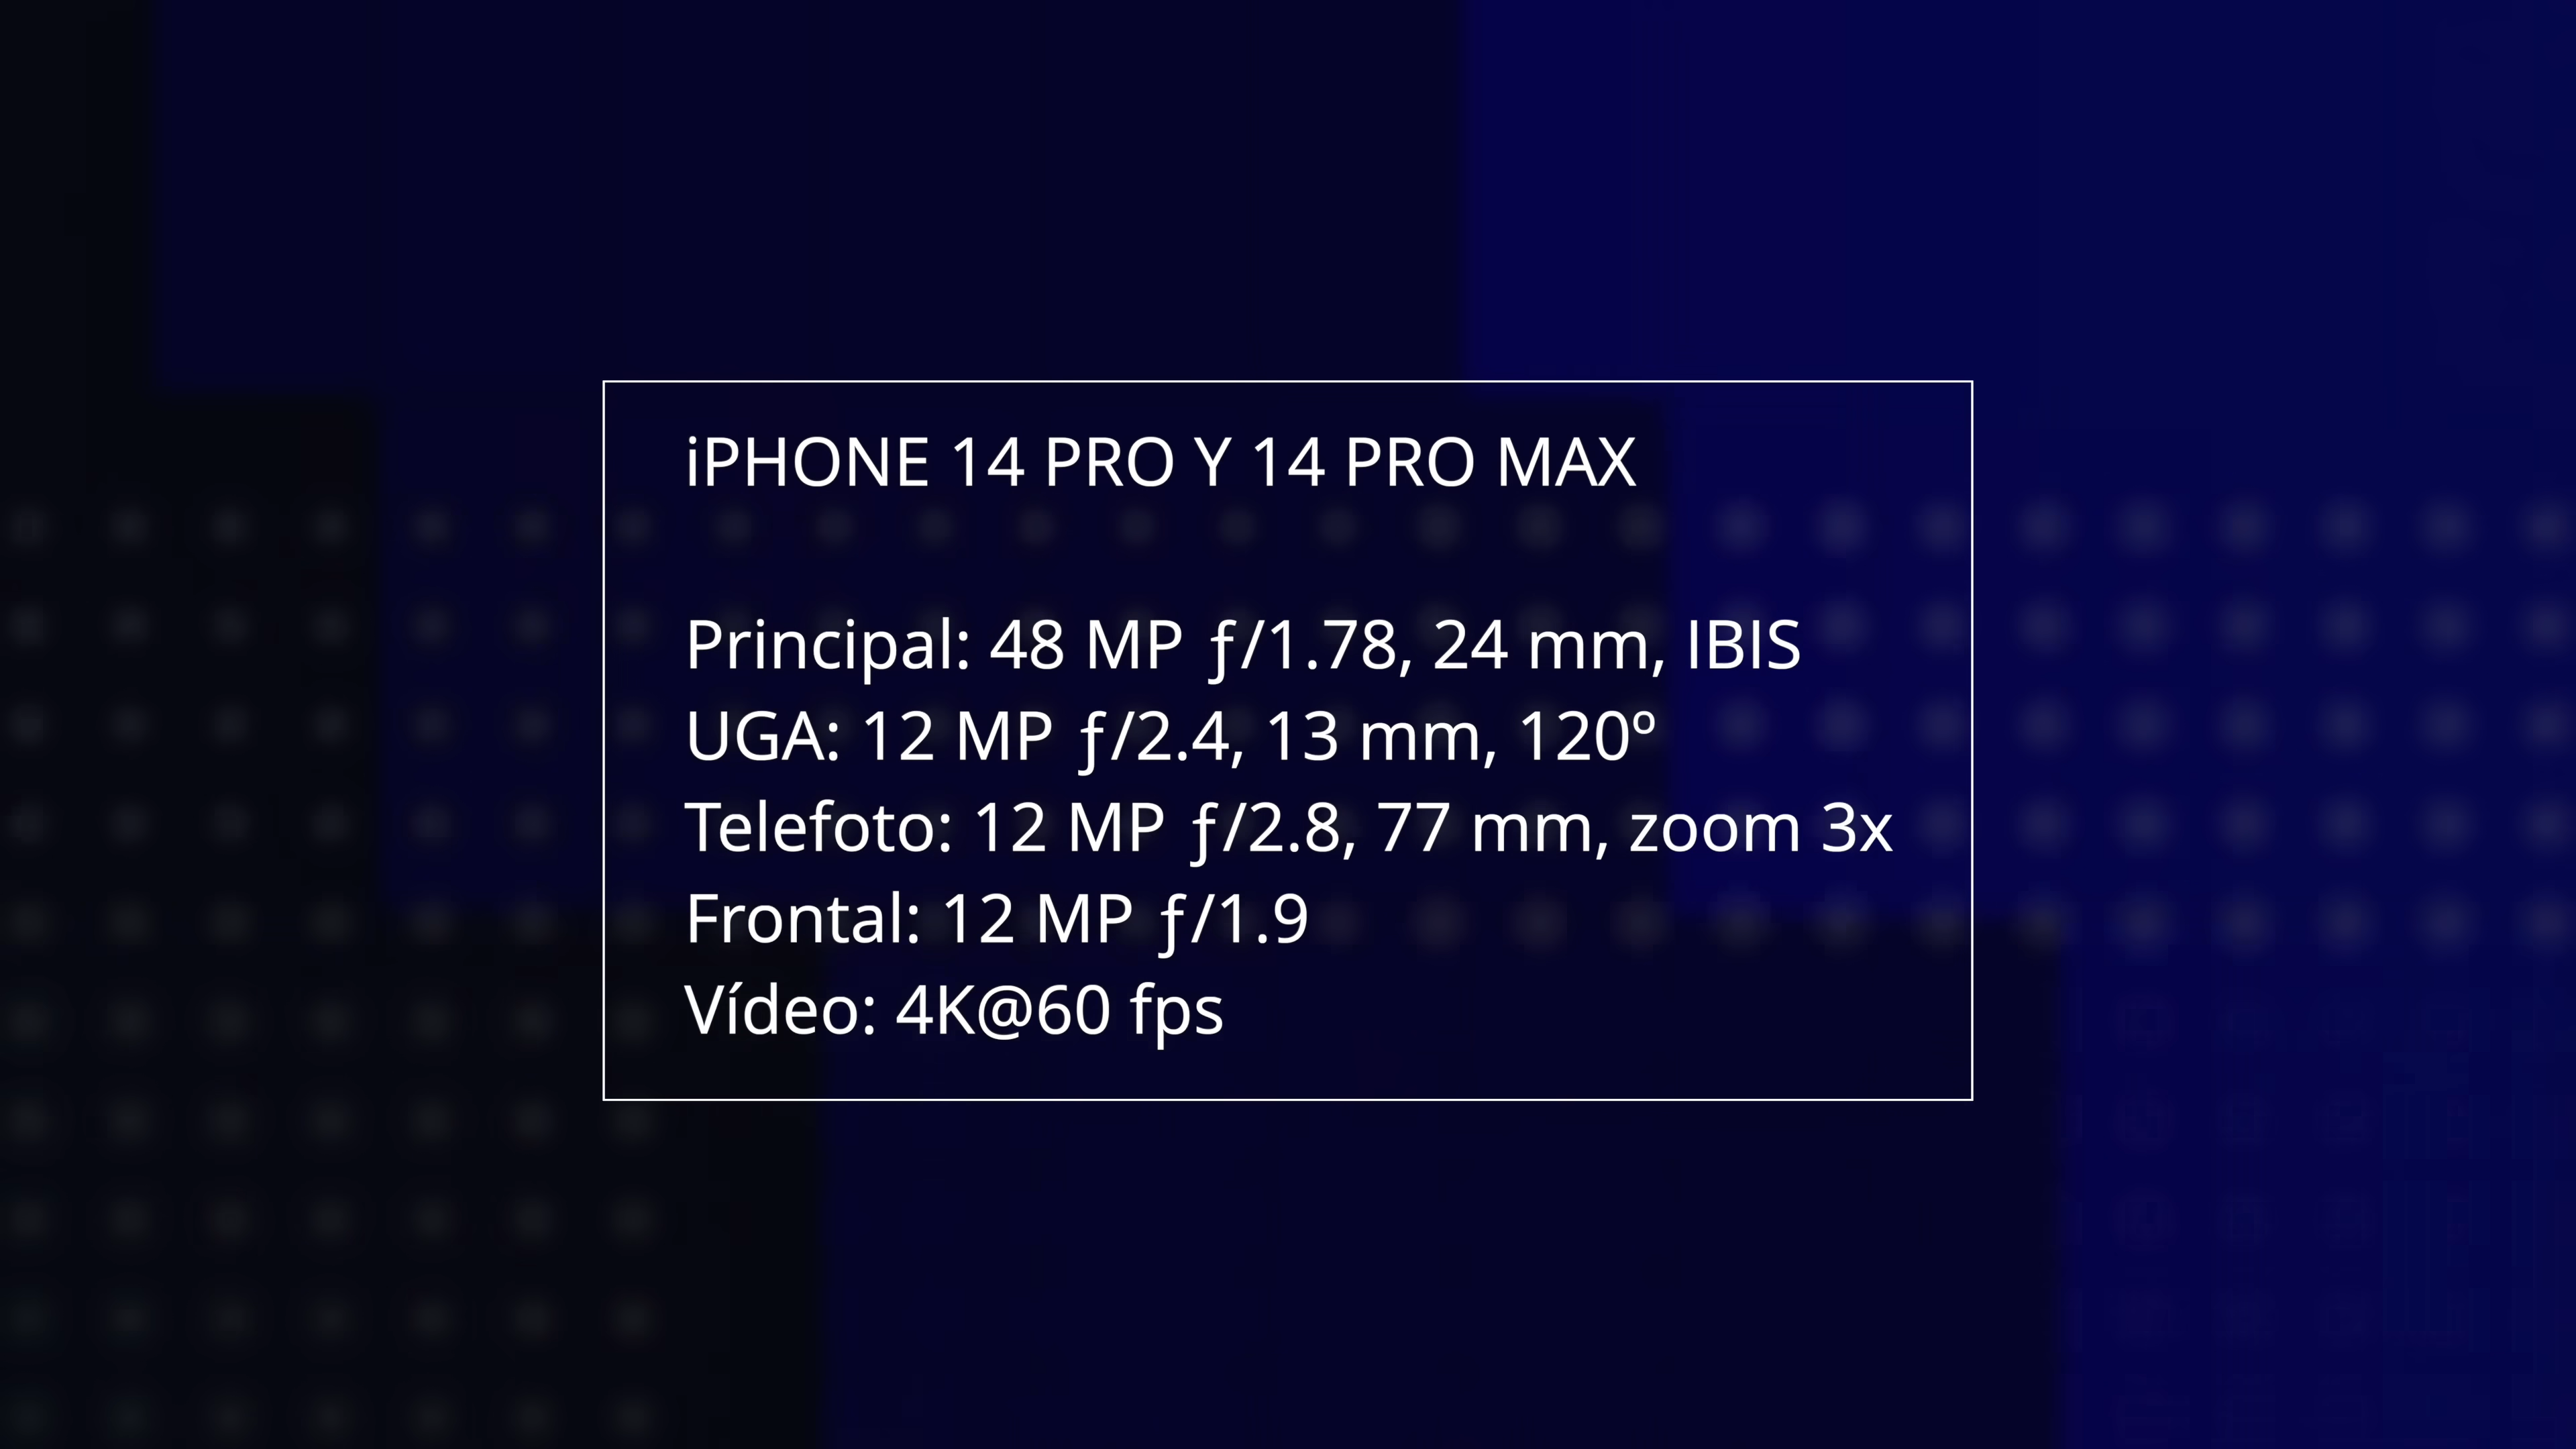 iPHONE 14 PRO Y 14 PRO MAX
Principal: 48 MP ƒ/1.78, 24 mm, IBIS
UGA: 12 MP ƒ/2.4, 13 mm, 120º
Telefoto: 12 MP ƒ/2.8, 77 mm, zoom 3x
Frontal: 12 MP ƒ/1.9
Vídeo: 4K@60 fps